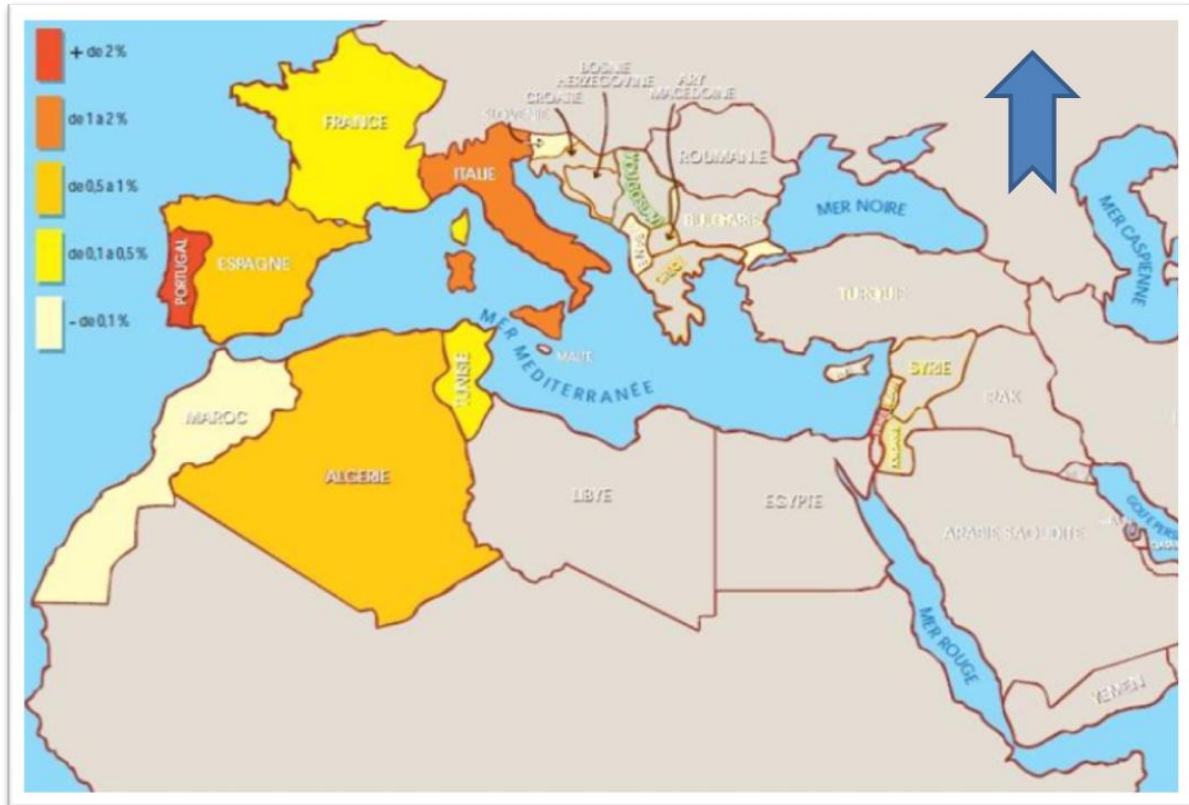 + de 2%
de 1 à 2%
de 0,5 à 1%
de 0,1 à 0,5%
- de 0,1%
FRANCE
BOSNIE
HERZEGOVINE
ARY
MACEDOINE
CROATIE
SLOVENIE
ITALIE
ROUMANIE
BULGARIE
MER NOIRE
MER CASPIENNE
PORTUGAL
ESPAGNE
TURQUIE
MER MEDITERRANÉE
MALTE
SYRIE
IRAK
MAROC
TUNISIE
ALGERIE
LIBYE
EGYPTE
ARABIE SAOUDITE
MER ROUGE
YEMEN